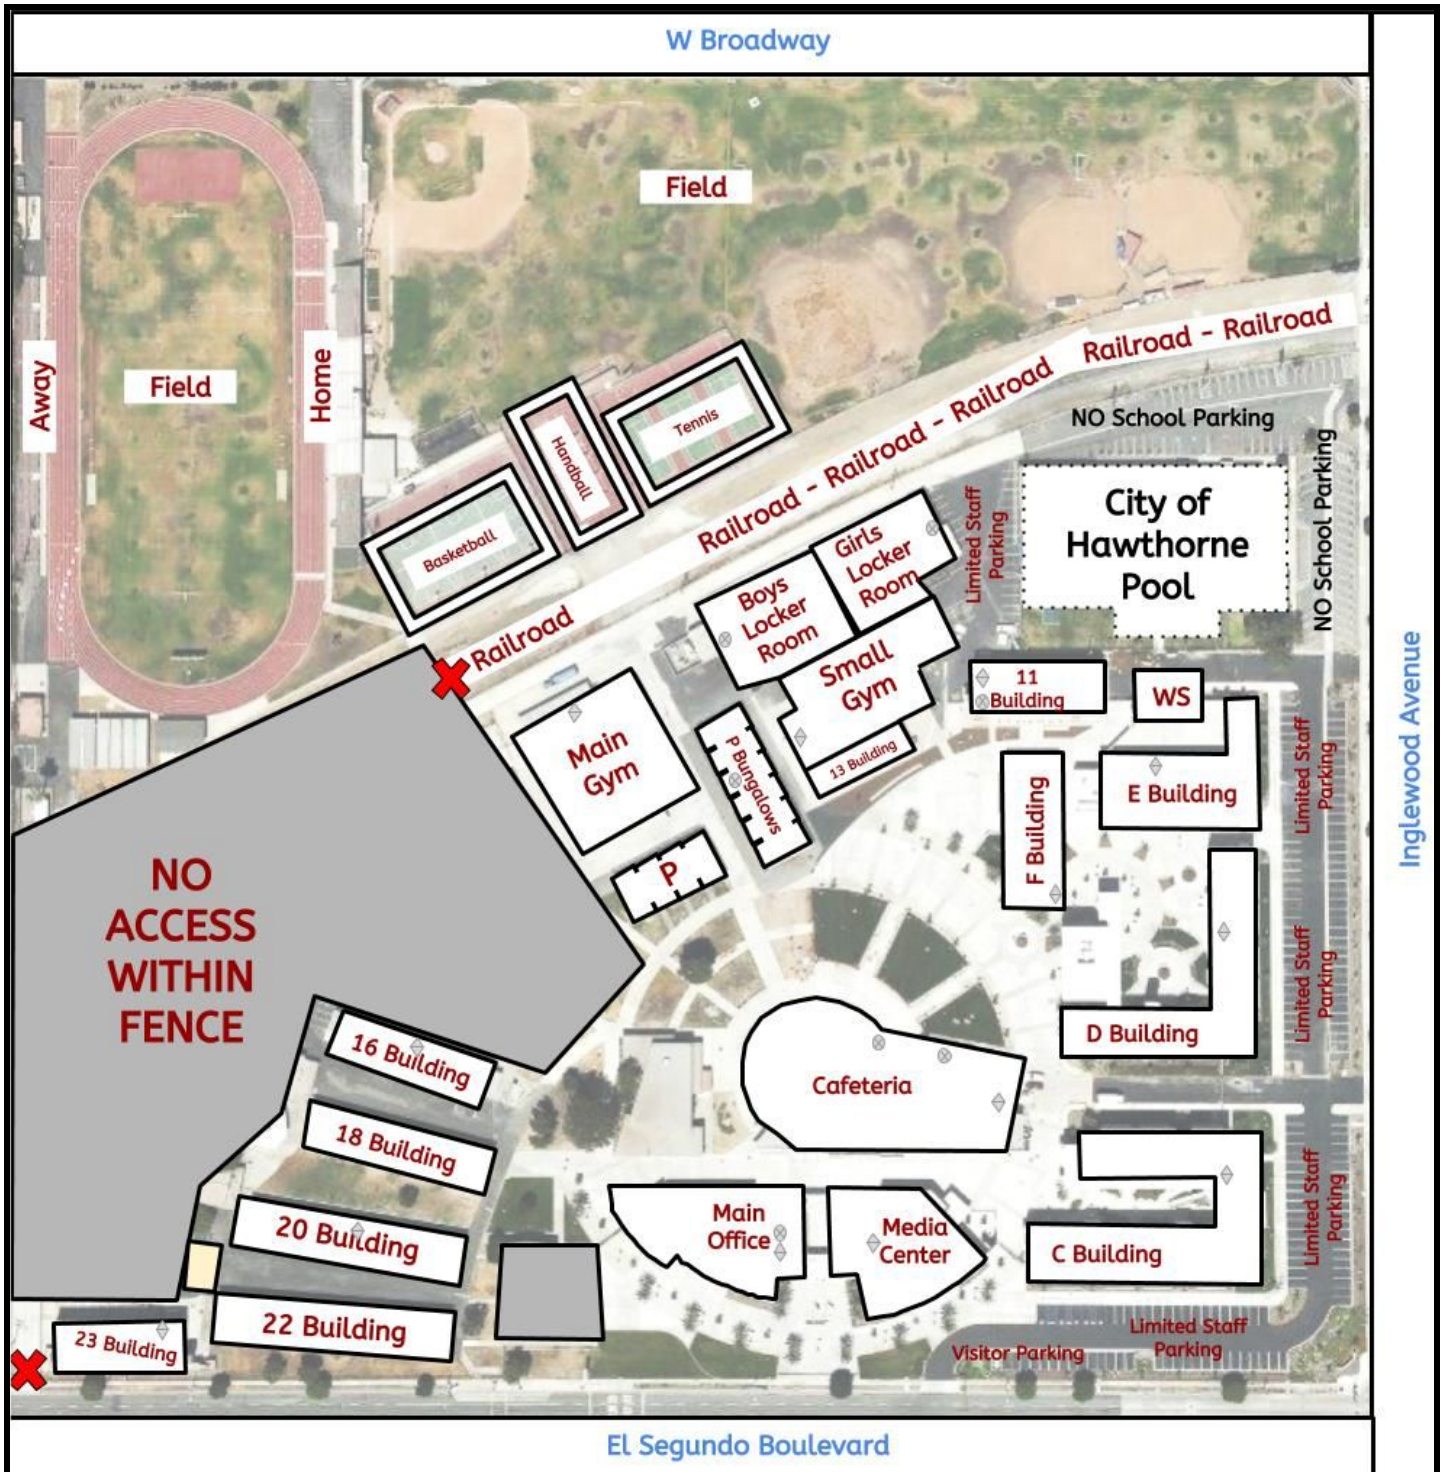 W Broadway
Field
Away
Field
Home
Railroad - Railroad - Railroad
Railroad - Railroad
Railroad
NO School Parking
NO School Parking
Tennis
Handball
Basketball
City of
Hawthorne
Pool
Limited Staff
Parking
Girls
Locker
Room
Boys
Locker
Room
Small
Gym
13 Building
11
Building
WS
Main
Gym
P Bungalows
P
E Building
F Building
Limited Staff
Parking
Inglewood Avenue
NO
ACCESS
WITHIN
FENCE
D Building
Limited Staff
Parking
16 Building
Cafeteria
18 Building
20 Building
22 Building
23 Building
Main
Office
Media
Center
C Building
Limited Staff
Parking
Limited Staff
Parking
Visitor Parking
El Segundo Boulevard